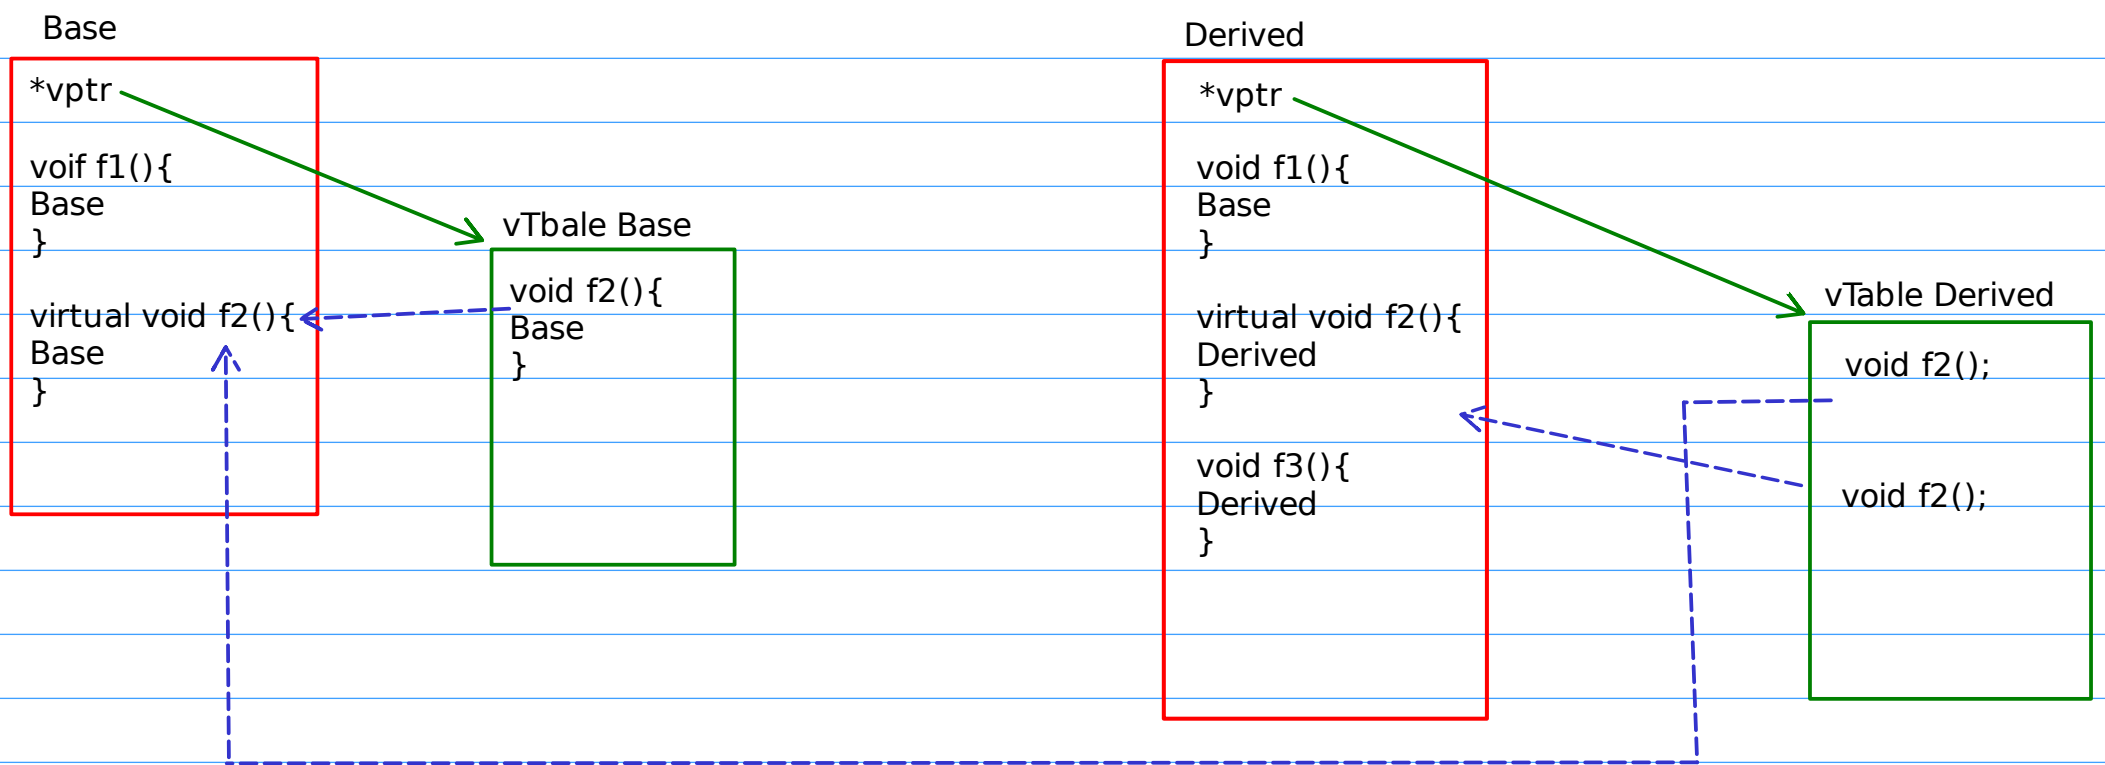 Base
*vptr
voif f1(){
Base
}
virtual void f2(){
Base
}
vTbale Base
void f2(){
Base
}
Derived
*vptr
void f1(){
Base
}
virtual void f2(){
Derived
}
void f3(){
Derived
}
vTable Derived
void f2();
void f2();